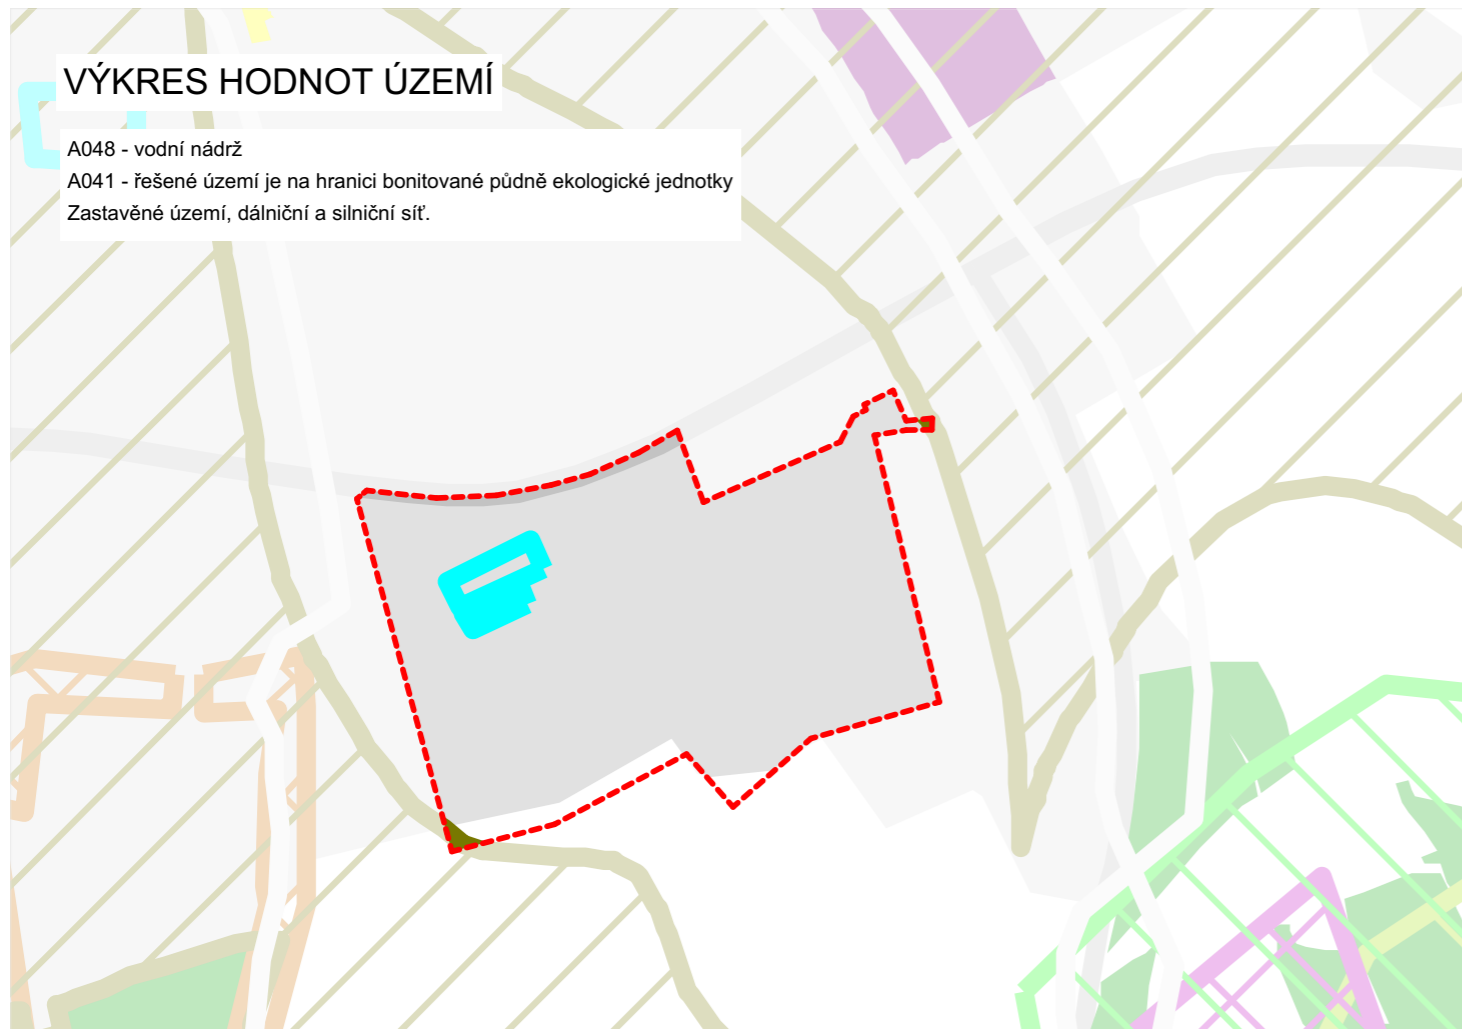 VÝKRES HODNOT ÚZEMÍ
A048 - vodní nádrž
A041 - řešené území je na hranici bonitované půdně ekologické jednotky
Zastavěné území, dálniční a silniční síť.